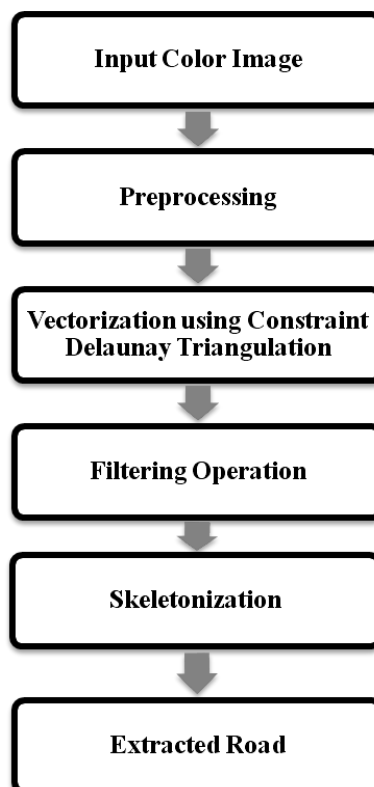 Input Color Image
Preprocessing
Vectorization using Constraint
Delaunay Triangulation
Filtering Operation
Skeletonization
Extracted Road